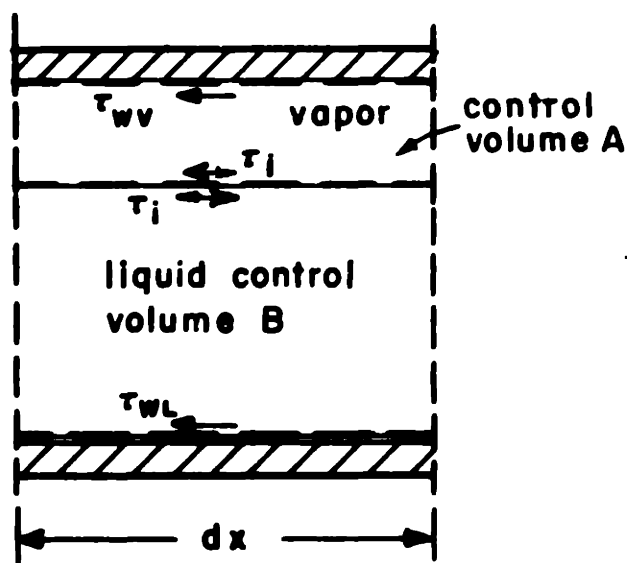 τwv
vapor
control
volume A
τi
τi
liquid control
volume B
τWL
dx